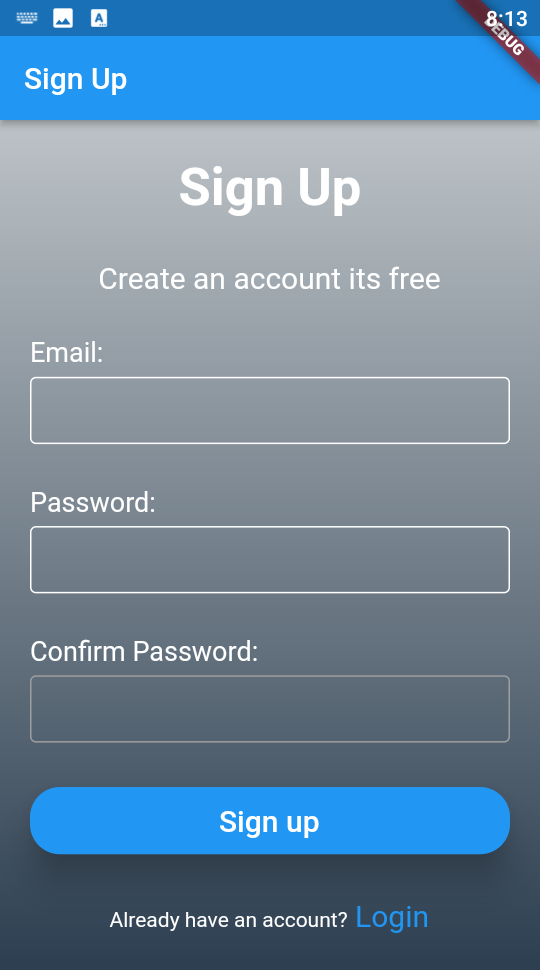 8:13
DEBUG
Sign Up
Sign Up
Create an account its free
Email:
Password:
Confirm Password:
Sign up
Already have an account? Login